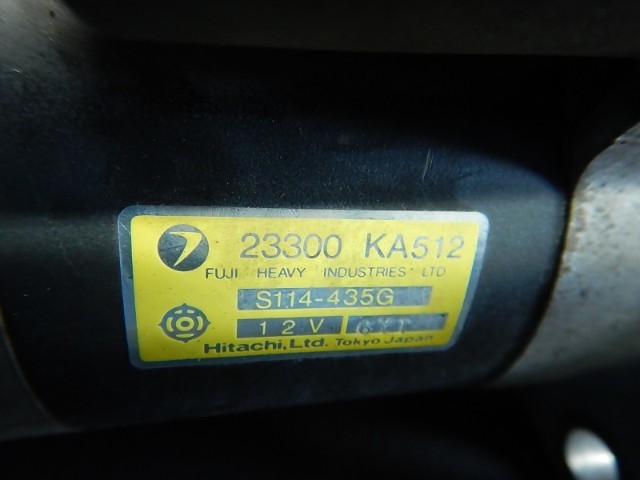 23300 KA512
FUJI HEAVY INDUSTRIES LTD
S114-435G
12V
Hitachi, Ltd. Tokyo Japan